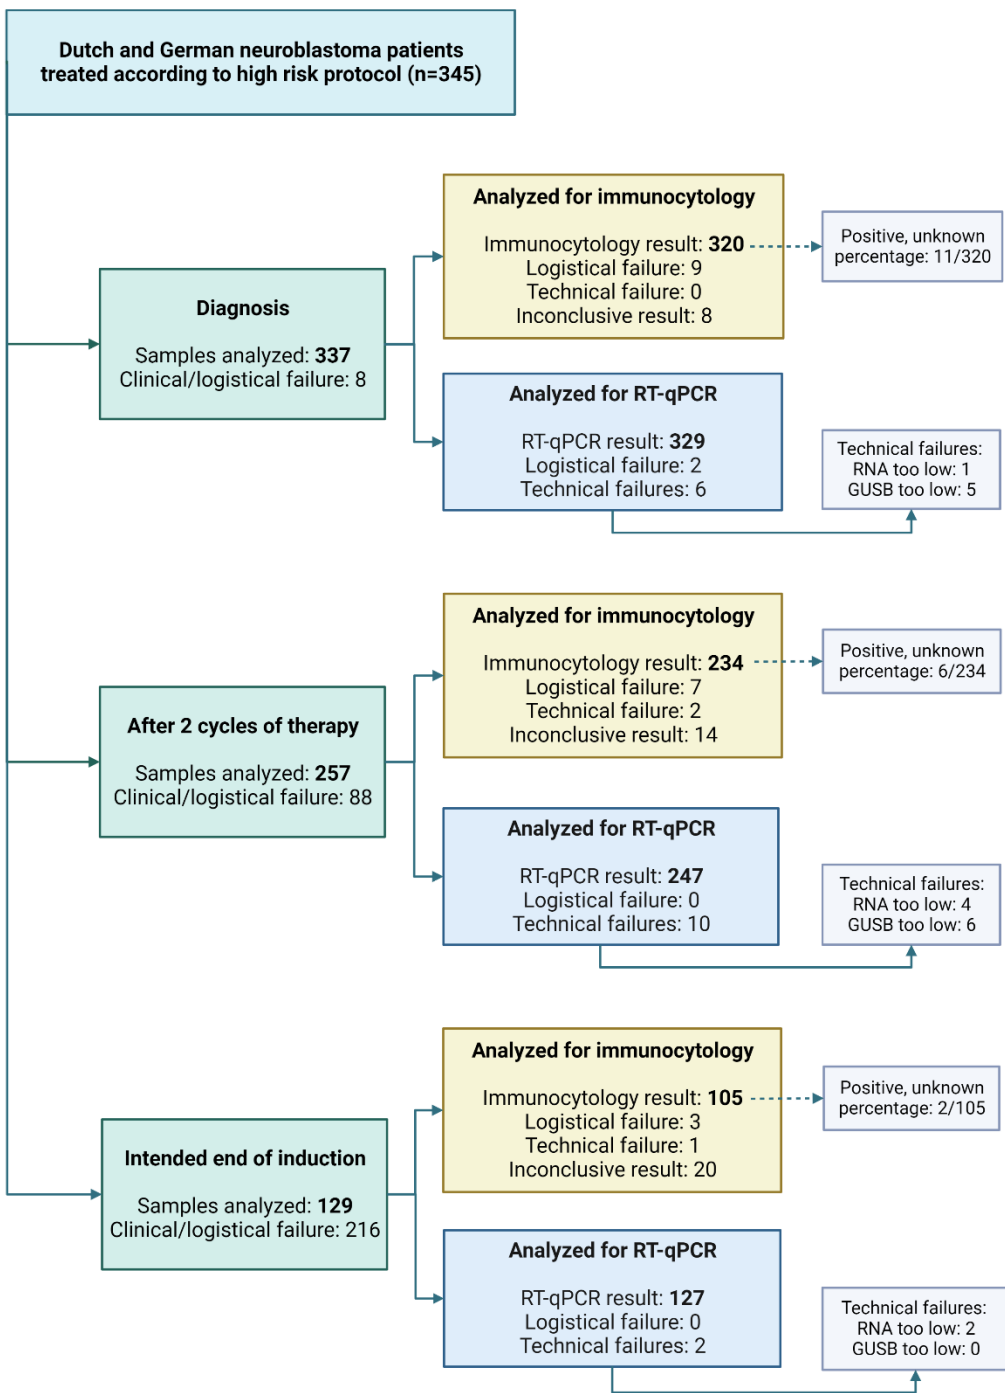 Dutch and German neuroblastoma patients
treated according to high risk protocol (n=345)
Diagnosis
Samples analyzed: 337
Clinical/logistical failure: 8
Analyzed for immunocytology
Immunocytology result: 320
Logistical failure: 9
Technical failure: 0
Inconclusive result: 8
Positive, unknown
percentage: 11/320
Analyzed for RT-qPCR
RT-qPCR result: 329
Logistical failure: 2
Technical failures: 6
Technical failures:
RNA too low: 1
GUSB too low: 5
After 2 cycles of therapy
Samples analyzed: 257
Clinical/logistical failure: 88
Analyzed for immunocytology
Immunocytology result: 234
Logistical failure: 7
Technical failure: 2
Inconclusive result: 14
Positive, unknown
percentage: 6/234
Analyzed for RT-qPCR
RT-qPCR result: 247
Logistical failure: 0
Technical failures: 10
Technical failures:
RNA too low: 4
GUSB too low: 6
Intended end of induction
Samples analyzed: 129
Clinical/logistical failure: 216
Analyzed for immunocytology
Immunocytology result: 105
Logistical failure: 3
Technical failure: 1
Inconclusive result: 20
Positive, unknown
percentage: 2/105
Analyzed for RT-qPCR
RT-qPCR result: 127
Logistical failure: 0
Technical failures: 2
Technical failures:
RNA too low: 2
GUSB too low: 0